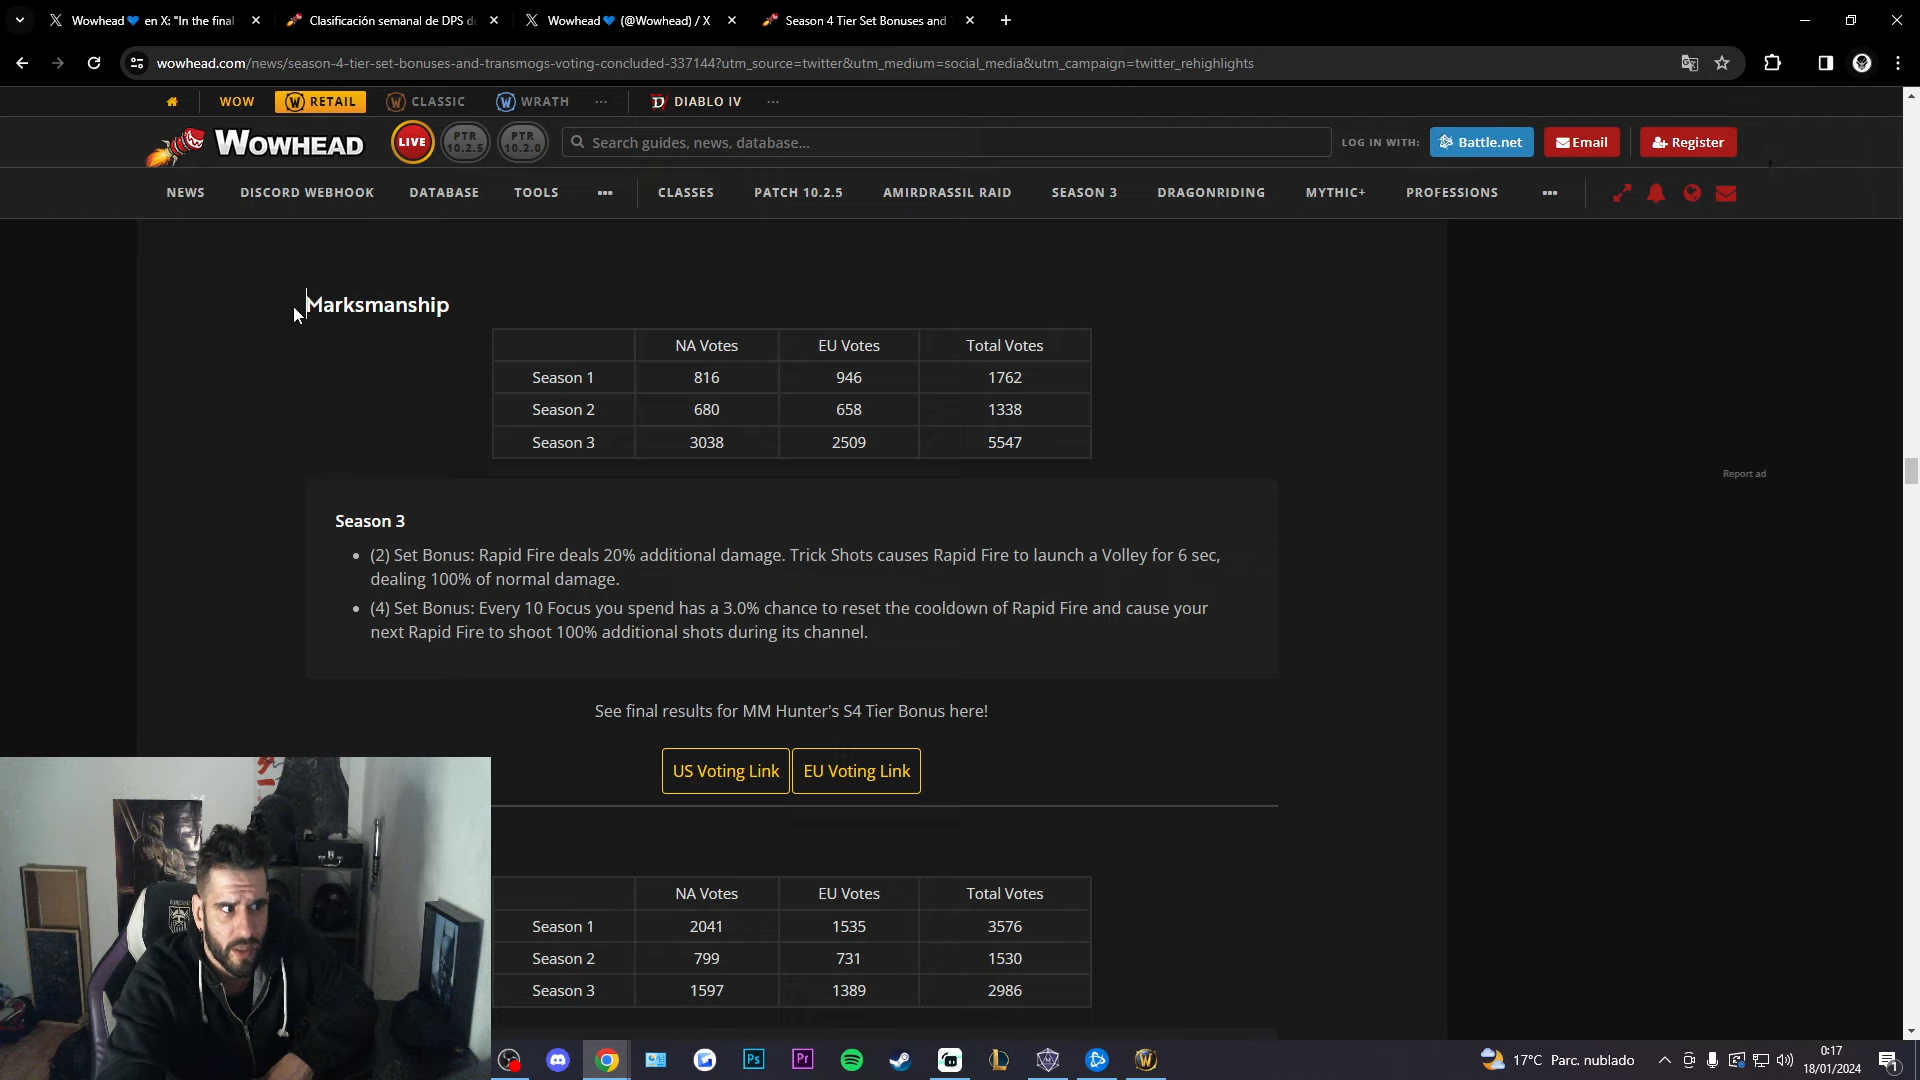 Wowhead💙 en X: "In the final
Clasificación semanal de DPS de
Wowhead💙 (@Wowhead) / X
Season 4 Tier Set Bonuses and
wowhead.com/news/season-4-tier-set-bonuses-and-transmogs-voting-concluded-337144?utm_source=twitter&utm_medium=social_media&utm_campaign=twitter_rehighlights
WOW RETAIL CLASSIC WRATH ... DIABLO IV ...
WOWHEAD LIVE PTR 10.2.5 PTR 10.2.0 Search guides, news, database... LOG IN WITH: Battle.net Email Register
NEWS DISCORD WEBHOOK DATABASE TOOLS ... CLASSES PATCH 10.2.5 AMIRDRASSIL RAID SEASON 3 DRAGONRIDING MYTHIC+ PROFESSIONS ...
Marksmanship
NA Votes EU Votes Total Votes
Season 1 816 946 1762
Season 2 680 658 1338
Season 3 3038 2509 5547
Report ad
Season 3
• (2) Set Bonus: Rapid Fire deals 20% additional damage. Trick Shots causes Rapid Fire to launch a Volley for 6 sec,
dealing 100% of normal damage.
• (4) Set Bonus: Every 10 Focus you spend has a 3.0% chance to reset the cooldown of Rapid Fire and cause your
next Rapid Fire to shoot 100% additional shots during its channel.
See final results for MM Hunter's S4 Tier Bonus here!
US Voting Link EU Voting Link
NA Votes EU Votes Total Votes
Season 1 2041 1535 3576
Season 2 799 731 1530
Season 3 1597 1389 2986
Ps Pr
17°C Parc. nublado
0:17
18/01/2024
1